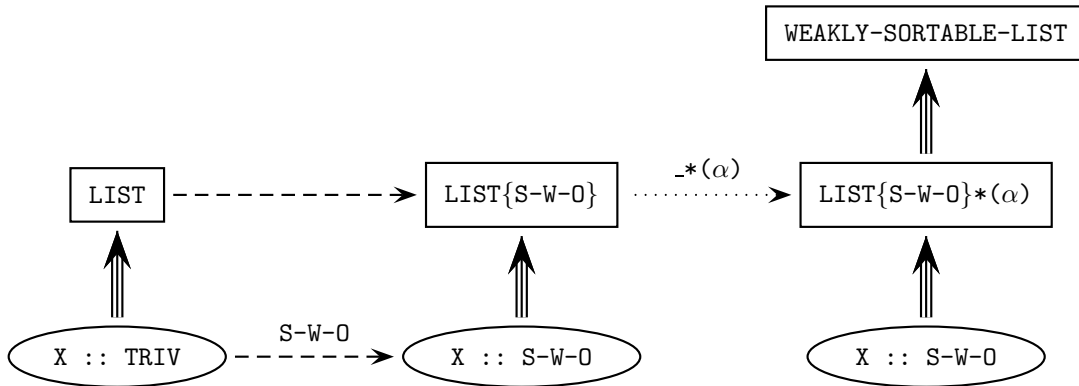 WEAKLY-SORTABLE-LIST
_*(α)
LIST
LIST{S-W-O}
LIST{S-W-O}*(α)
S-W-O
X :: TRIV
X :: S-W-O
X :: S-W-O